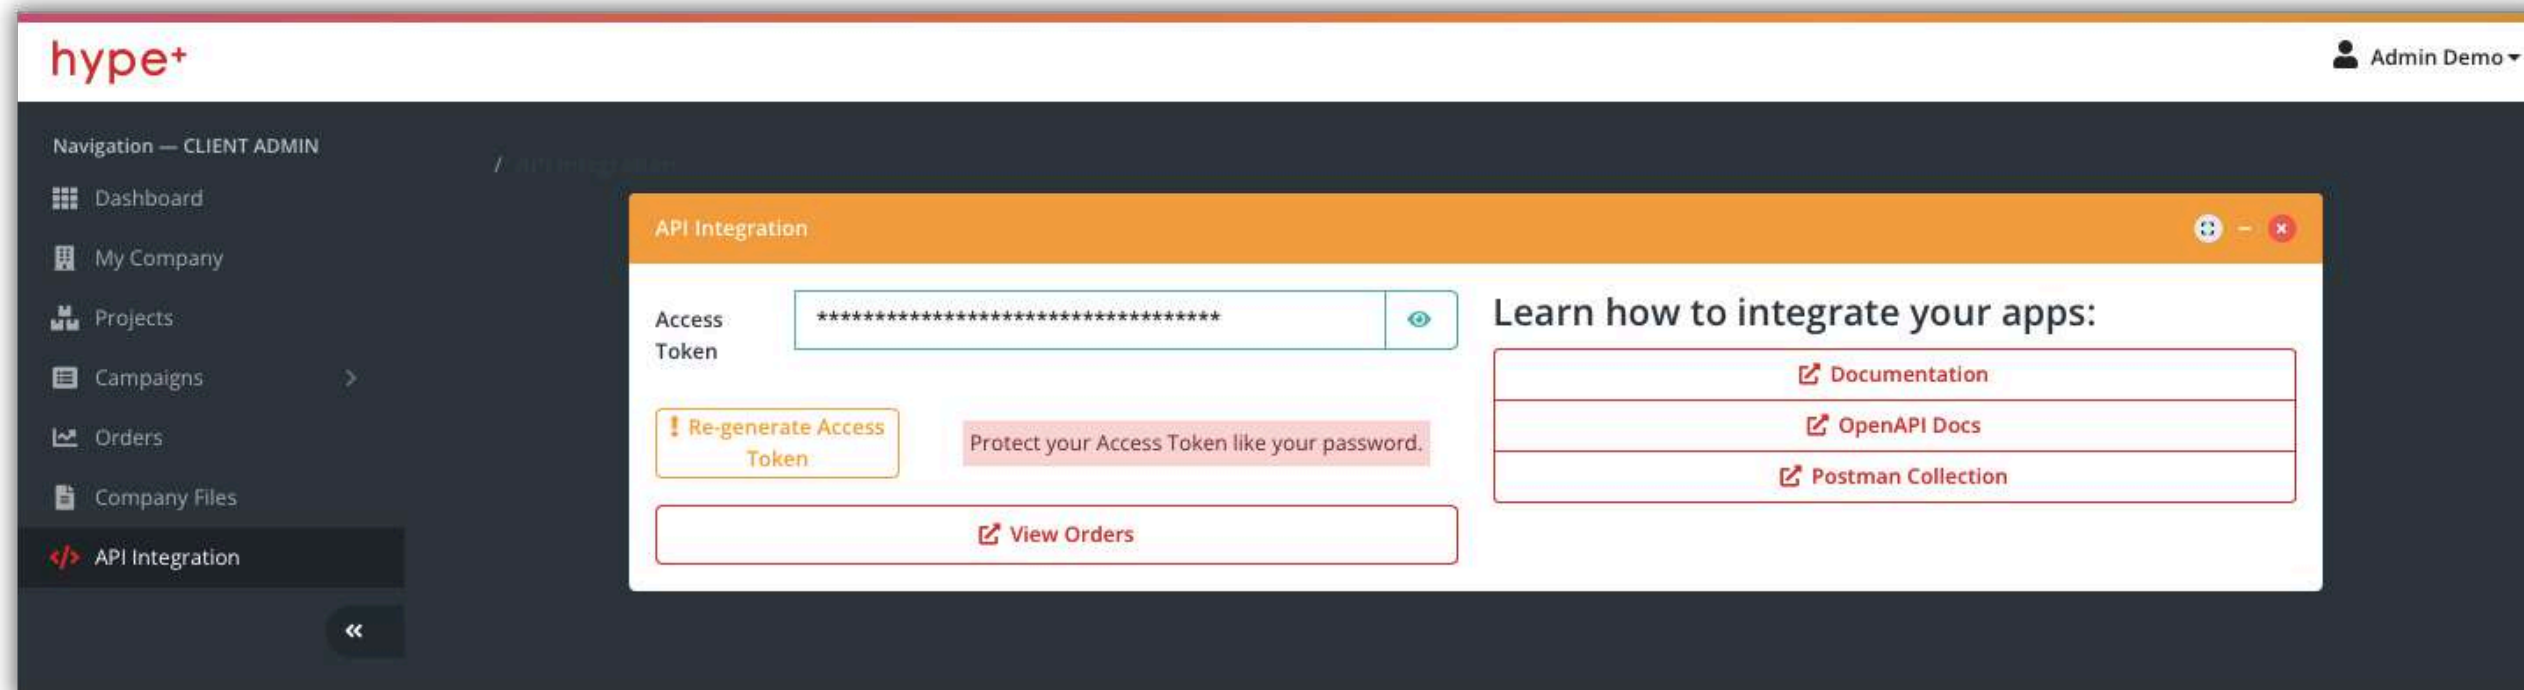 hype+
Admin Demo
Navigation — CLIENT ADMIN
/ API Integration
Dashboard
My Company
Projects
Campaigns
Orders
Company Files
</> API Integration
API Integration
Access
Token
***********************************
! Re-generate Access
Token
Protect your Access Token like your password.
View Orders
Learn how to integrate your apps:
Documentation
OpenAPI Docs
Postman Collection